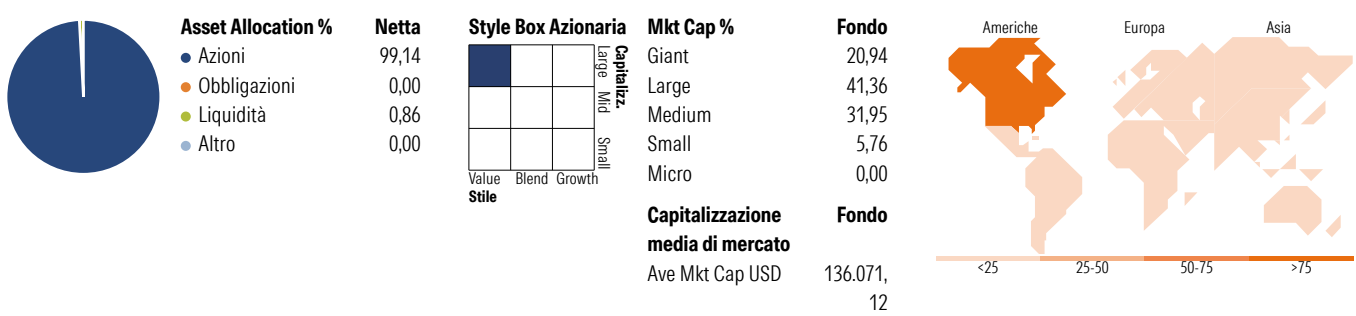 Asset Allocation % Netta
Azioni 99,14
Obbligazioni 0,00
Liquidità 0,86
Altro 0,00
Style Box Azionaria
Capitalizz.
Large Mid Small
Value Blend Growth
Stile
Mkt Cap % Fondo
Giant 20,94
Large 41,36
Medium 31,95
Small 5,76
Micro 0,00
Capitalizzazione Fondo
media di mercato
Ave Mkt Cap USD 136.071,
12
Americhe Europa Asia
<25 25-50 50-75 >75